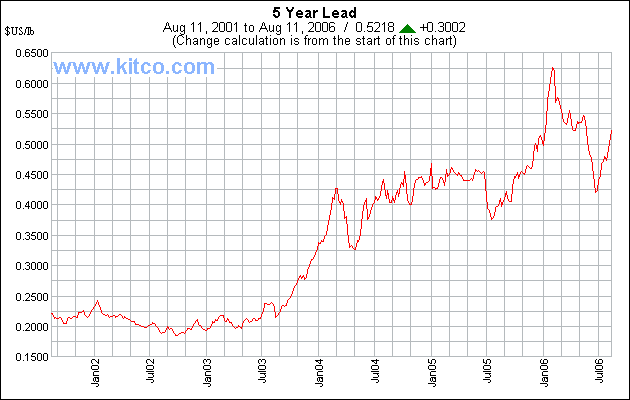 5 Year Lead
Aug 11, 2001 to Aug 11, 2006 / 0.5218 +0.3002
(Change calculation is from the start of this chart)
$US/lb
www.kitco.com
0.6500
0.6000
0.5500
0.5000
0.4500
0.4000
0.3500
0.3000
0.2500
0.2000
0.1500
Jan02
Jul02
Jan03
Jul03
Jan04
Jul04
Jan05
Jul05
Jan06
Jul06